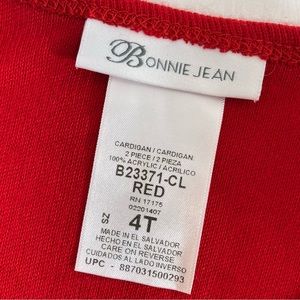 BONNIE JEAN
CARDIGAN / CARDIGAN
2 PIECE / 2 PIEZA
100% ACRYLIC / ACRILICO
B23371-CL
RED
RN 17175
02201407
SZ 4T
MADE IN EL SALVADOR
HECHO EN EL SALVADOR
CARE ON REVERSE
CUIDADOS AL LADO INVERSO
UPC - 887031500293